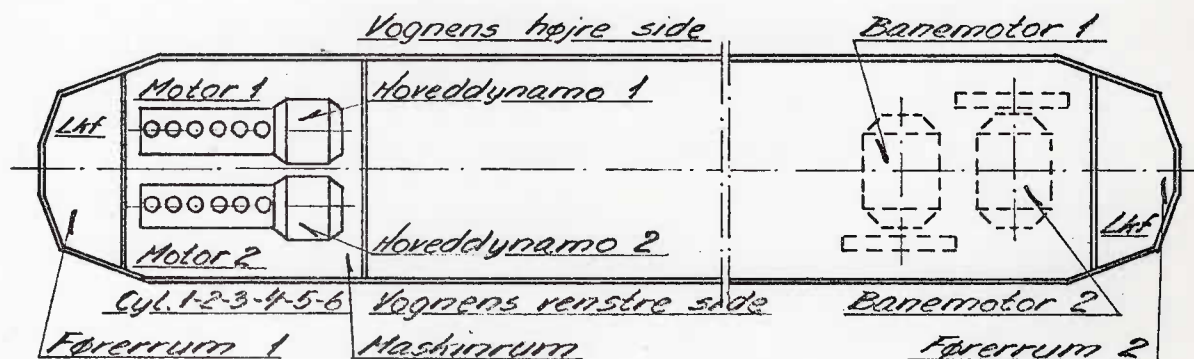 Vognens højre side
Banemotor 1
Motor 1
Hoveddynamo 1
Lkf
Motor 2
Hoveddynamo 2
Lkf
Cyl. 1-2-3-4-5-6
Vognens venstre side
Banemotor 2
Førerrum 1
Maskinrum
Førerrum 2